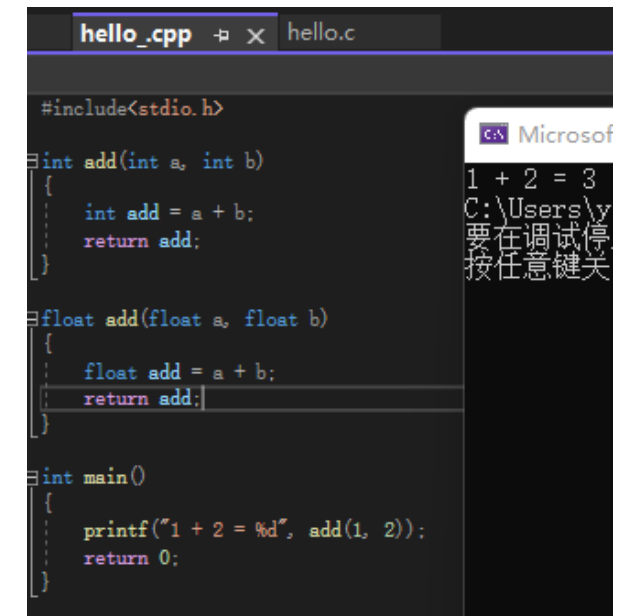 hello_.cpp hello.c
#include<stdio.h>
int add(int a, int b)
{
int add = a + b;
return add;
}
float add(float a, float b)
{
float add = a + b;
return add;
}
int main()
{
printf("1 + 2 = %d", add(1, 2));
return 0;
}
Microsof
1 + 2 = 3
C:\Users\y
要在调试停
按任意键关